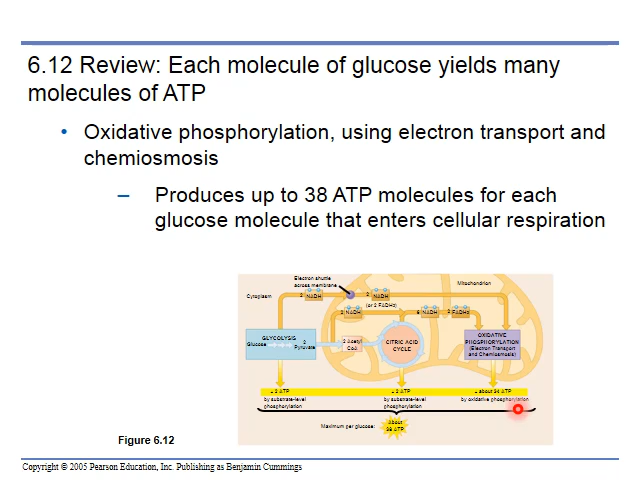 6.12 Review: Each molecule of glucose yields many
molecules of ATP
• Oxidative phosphorylation, using electron transport and
chemiosmosis
– Produces up to 38 ATP molecules for each
glucose molecule that enters cellular respiration
Electron shuttle
across membrane
Mitochondrion
Cytoplasm
2 NADH
2 NADH
(or 2 FADH2)
2 NADH
6 NADH
2 FADH2
GLYCOLYSIS
Glucose
2
Pyruvate
2 Acetyl
CoA
CITRIC ACID
CYCLE
OXIDATIVE
PHOSPHORYLATION
(Electron Transport
and Chemiosmosis)
+ 2 ATP
+ 2 ATP
+ about 34 ATP
by substrate-level
phosphorylation
by substrate-level
phosphorylation
by oxidative phosphorylation
Maximum per glucose:
About
38 ATP
Figure 6.12
Copyright © 2005 Pearson Education, Inc. Publishing as Benjamin Cummings